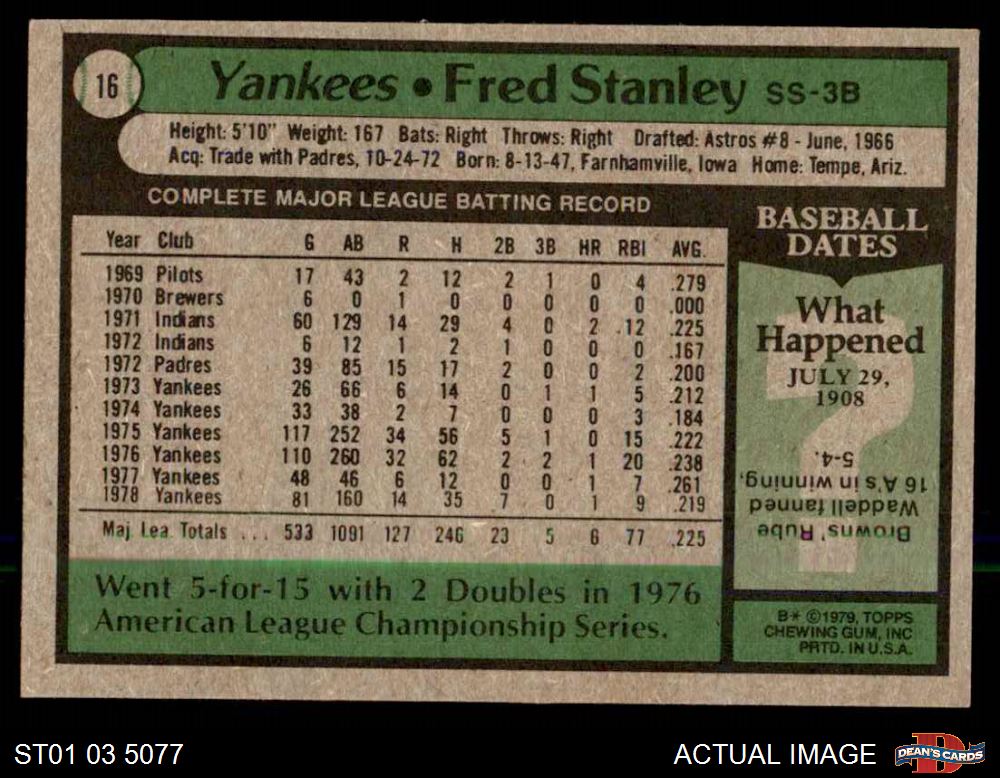 16
Yankees • Fred Stanley SS-3B
Height: 5'10" Weight: 167 Bats: Right Throws: Right Drafted: Astros #8 - June, 1966
Acq: Trade with Padres, 10-24-72 Born: 8-13-47, Farnhamville, Iowa Home: Tempe, Ariz.
COMPLETE MAJOR LEAGUE BATTING RECORD
Year Club G AB R H 2B 3B HR RBI AVG.
1969 Pilots 17 43 2 12 2 1 0 4 .279
1970 Brewers 6 0 1 0 0 0 0 0 .000
1971 Indians 60 129 14 29 4 0 2 .12 .225
1972 Indians 6 12 1 2 1 0 0 0 .167
1972 Padres 39 85 15 17 2 0 0 2 .200
1973 Yankees 26 66 6 14 0 1 1 5 .212
1974 Yankees 33 38 2 7 0 0 0 3 .184
1975 Yankees 117 252 34 56 5 1 0 15 .222
1976 Yankees 110 260 32 62 2 2 1 20 .238
1977 Yankees 48 46 6 12 0 0 1 7 .261
1978 Yankees 81 160 14 35 7 0 1 9 .219
Maj. Lea. Totals ... 533 1091 127 246 23 5 6 77 .225
Went 5-for-15 with 2 Doubles in 1976
American League Championship Series.
BASEBALL
DATES
What
Happened
JULY 29,
1908
Browns' Rube
Waddell fanned
16 A's in winning,
5-4.
B* ©1979, TOPPS
CHEWING GUM, INC
PRTD. IN U.S.A.
ST01 03 5077
ACTUAL IMAGE
DEAN'S CARDS